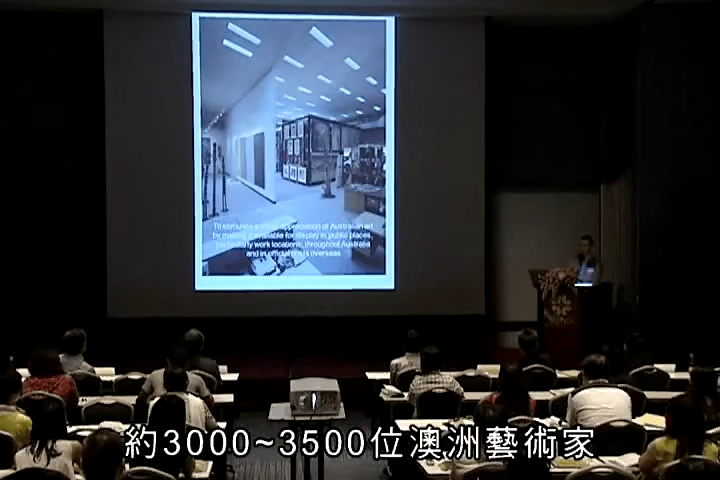 To stimulate appreciation of Australian art
by making it available for display in public places,
particularly work locations, throughout Australia
and in official posts overseas
約3000~3500位澳洲藝術家